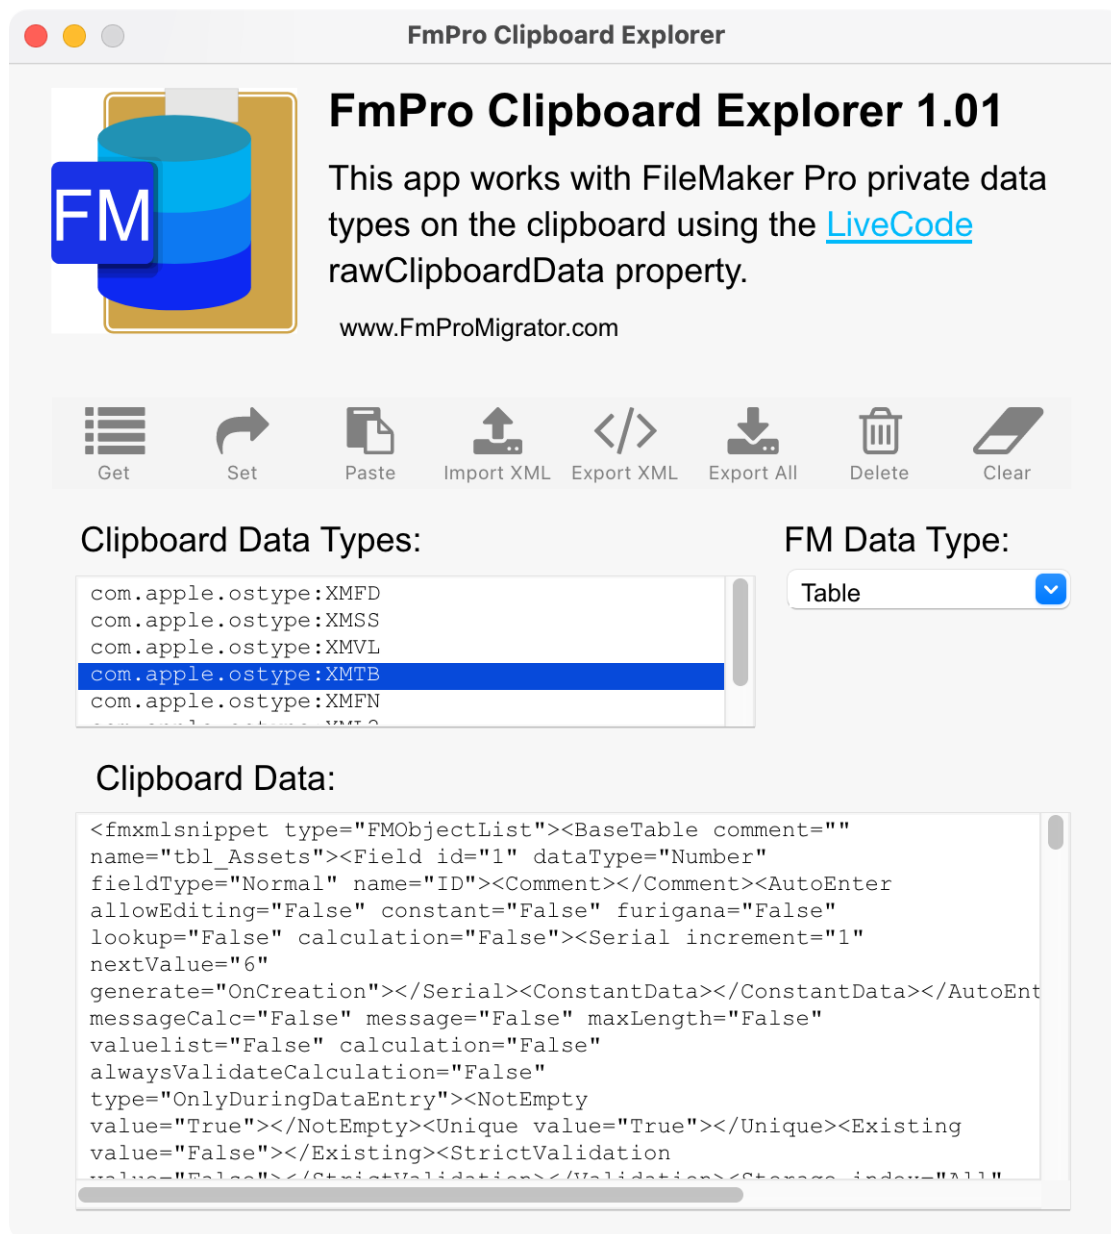 FmPro Clipboard Explorer
FM
FmPro Clipboard Explorer 1.01
This app works with FileMaker Pro private data
types on the clipboard using the LiveCode
rawClipboardData property.
www.FmProMigrator.com
Get Set Paste Import XML Export XML Export All Delete Clear
Clipboard Data Types:
FM Data Type:
Table
com.apple.ostype:XMFD
com.apple.ostype:XMSS
com.apple.ostype:XMVL
com.apple.ostype:XMTB
com.apple.ostype:XMFN
Clipboard Data:
<fmxmlsnippet type="FMObjectList"><BaseTable comment=""
name="tbl_Assets"><Field id="1" dataType="Number"
fieldType="Normal" name="ID"><Comment></Comment><AutoEnter
allowEditing="False" constant="False" furigana="False"
lookup="False" calculation="False"><Serial increment="1"
nextValue="6"
generate="OnCreation"></Serial><ConstantData></ConstantData></AutoEnt
messageCalc="False" message="False" maxLength="False"
valuelist="False" calculation="False"
alwaysValidateCalculation="False"
type="OnlyDuringDataEntry"><NotEmpty
value="True"></NotEmpty><Unique value="True"></Unique><Existing
value="False"></Existing><StrictValidation
value="False"></StrictValidation></Validation><Storage index="All"